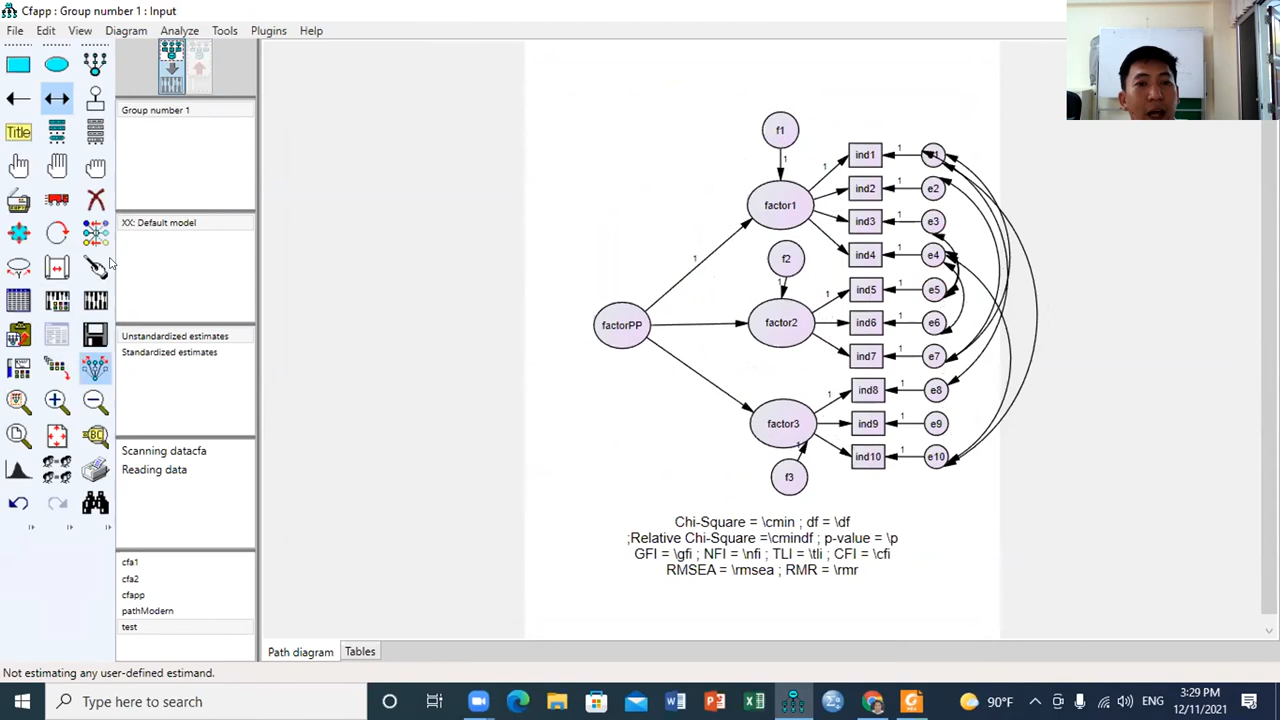 Cfapp : Group number 1 : Input
File Edit View Diagram Analyze Tools Plugins Help
Title
Group number 1
XX: Default model
Unstandardized estimates
Standardized estimates
Scanning datacfa
Reading data
cfa1
cfa2
cfapp
pathModern
test
f1
1
factor1
1
ind1
1
ind2
1
e2
ind3
1
e3
ind4
1
e4
f2
1
factor2
1
ind5
1
e5
ind6
1
e6
ind7
1
e7
factorPP
1
factor3
1
ind8
1
e8
ind9
1
e9
ind10
1
e10
f3
1
Chi-Square = \cmin ; df = \df
;Relative Chi-Square =\cmindf ; p-value = \p
GFI = \gfi ; NFI = \nfi ; TLI = \tli ; CFI = \cfi
RMSEA = \rmsea ; RMR = \rmr
Path diagram Tables
Not estimating any user-defined estimand.
Type here to search
90°F
ENG
3:29 PM
12/11/2021